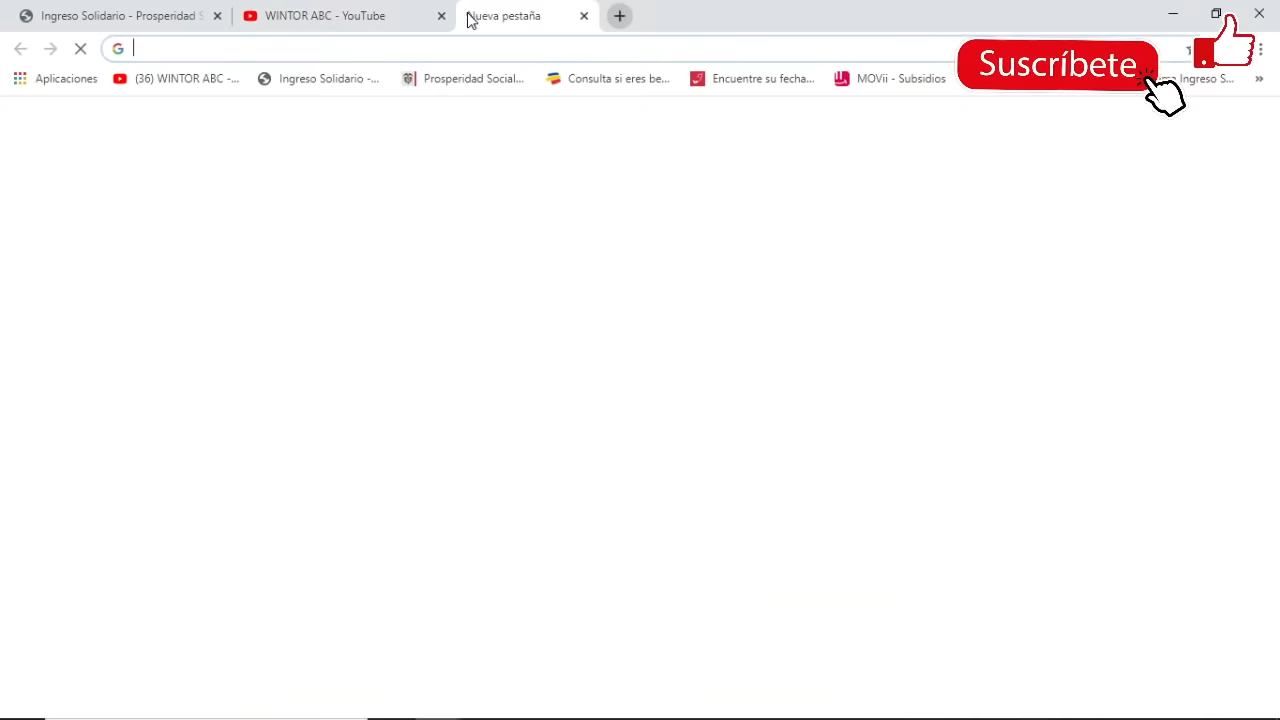 Ingreso Solidario - Prosperidad S
WINTOR ABC - YouTube
Nueva pestaña
Aplicaciones
(36) WINTOR ABC -...
Ingreso Solidario -...
Prosperidad Social...
Consulta si eres be...
Encuentre su fecha...
MOVii - Subsidios
Ingreso S...
Suscríbete